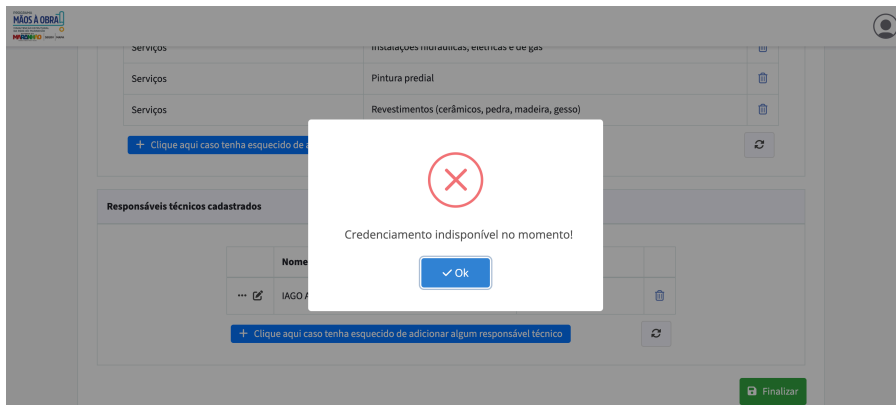 MÃOS À OBRA
MARANHÃO
Serviços
Instalações hidráulicas, elétricas e de gás
Serviços
Pintura predial
Serviços
Revestimentos (cerâmicos, pedra, madeira, gesso)
+ Clique aqui caso tenha esquecido de
Responsáveis técnicos cadastrados
Credenciamento indisponível no momento!
Ok
Nome
IAGO
+ Clique aqui caso tenha esquecido de adicionar algum responsável técnico
Finalizar